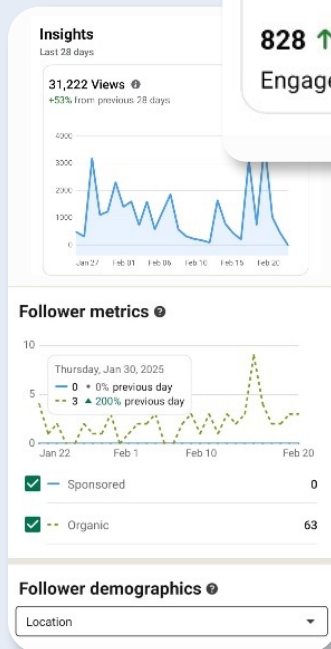 Insights
Last 28 days
828 ↑
Engage
31,222 Views
+53% from previous 28 days
4000
3000
2000
1000
0
Jan 27 Feb 01 Feb 06 Feb 10 Feb 15 Feb 20
Follower metrics
10
Thursday, Jan 30, 2025
0 • 0% previous day
5
3 ▲ 200% previous day
0
Jan 22 Feb 1 Feb 10 Feb 20
Sponsored 0
Organic 63
Follower demographics
Location